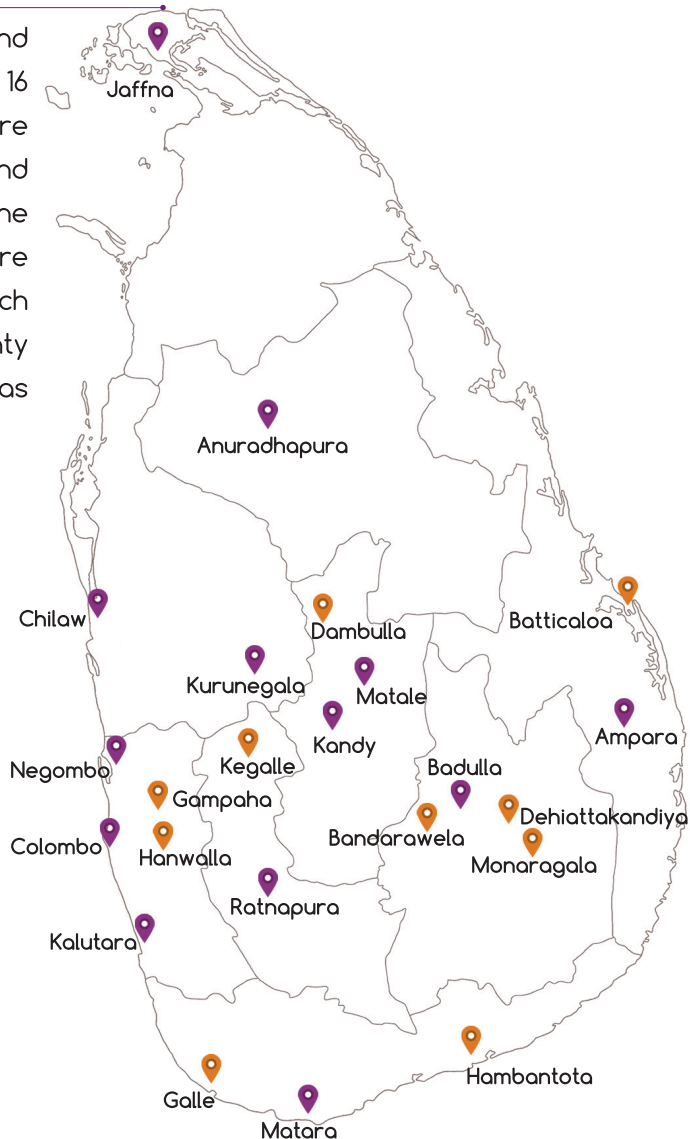 nd
Jaffna
16
re
nd
ne
re
ch
nty
as
Anuradhapura
Chilaw
Dambulla
Batticaloa
Kurunegala
Matale
Kandy
Ampara
Negombo
Kegalle
Badulla
Gampaha
Dehiattakandiya
Bandarawela
Colombo
Hanwalla
Monaragala
Ratnapura
Kalutara
Hambantota
Galle
Matara